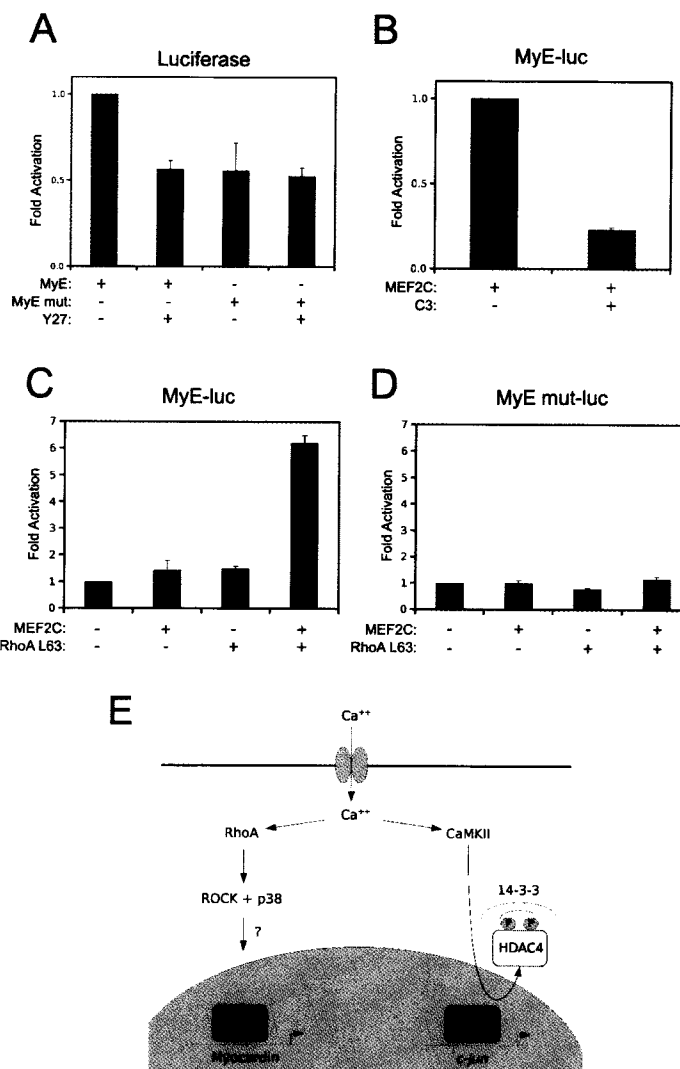 A
Luciferase
Fold Activation
1.0
0.5
0.0
MyE: + + - -
MyE mut: - - + +
Y27: - + - +
B
MyE-luc
Fold Activation
1.0
0.5
0.0
MEF2C: + +
C3: - +
C
MyE-luc
Fold Activation
7
6
5
4
3
2
1
0
MEF2C: - + - +
RhoA L63: - - + +
D
MyE mut-luc
Fold Activation
7
6
5
4
3
2
1
0
MEF2C: - + - +
RhoA L63: - - + +
E
Ca++
Ca++
RhoA
CaMKII
ROCK + p38
?
14-3-3
HDAC4
Myocardin
c-jun